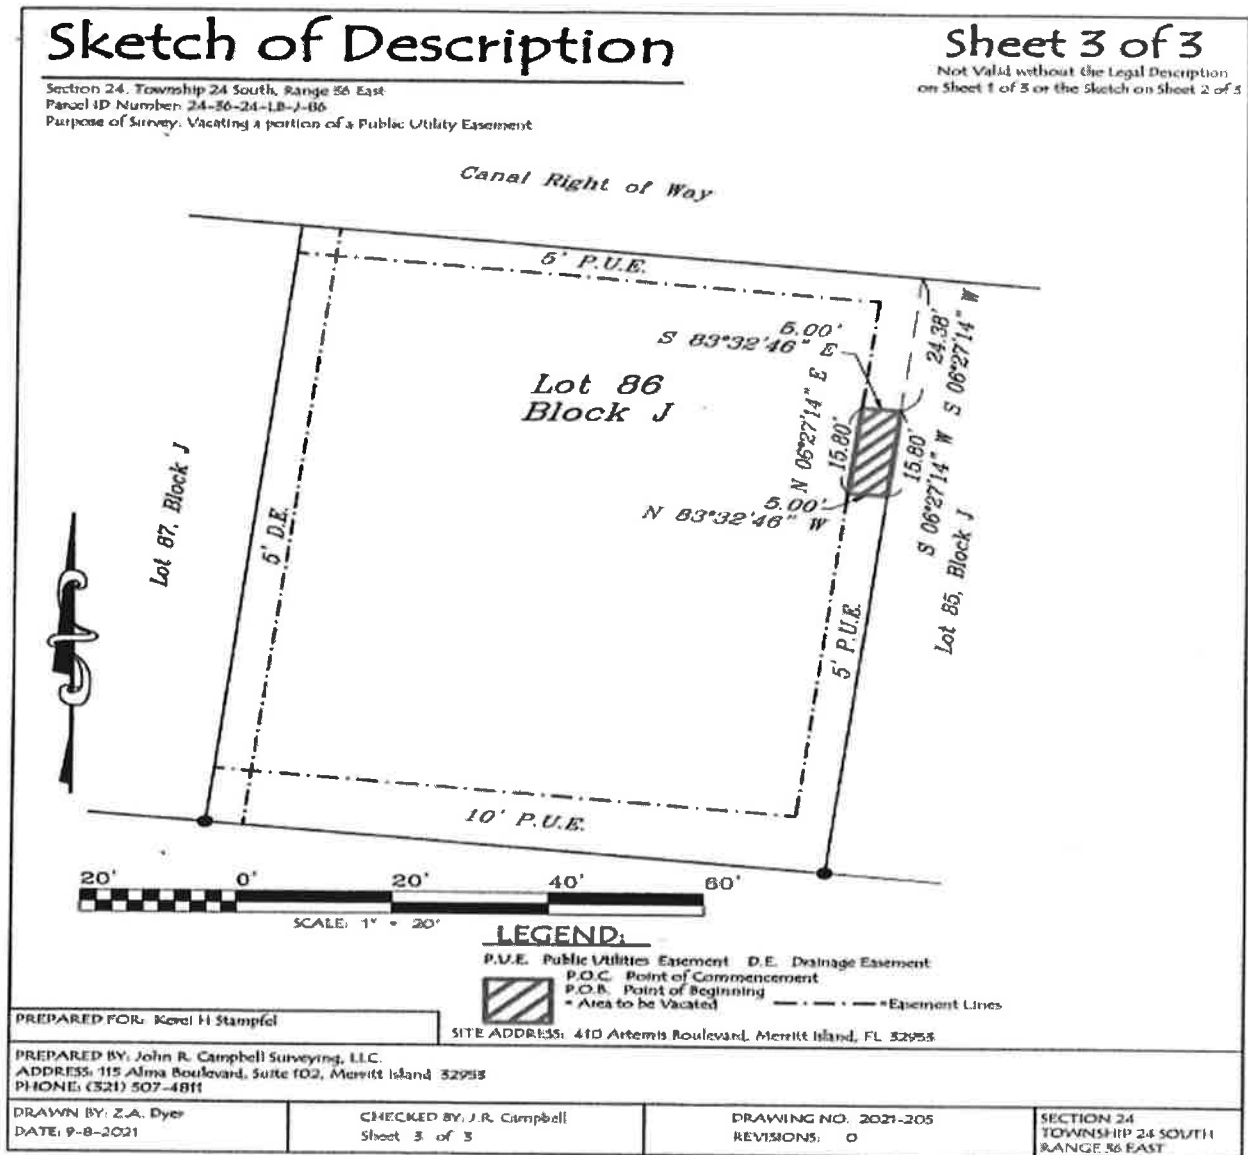 Sketch of Description
Sheet 3 of 3
Not Valid without the Legal Description
on Sheet 1 of 3 or the Sketch on Sheet 2 of 3
Section 24, Township 24 South, Range 36 East
Parcel ID Number: 24-36-24-LB-J-86
Purpose of Survey: Vacating a portion of a Public Utility Easement
Canal Right of Way
5' P.U.E.
5.00'
S 83°32'46" E
24.38'
S 06°27'14" W
Lot 86
Block J
N 06°27'14" E
15.80'
15.80'
S 06°27'14" W
5.00'
N 83°32'46" W
Lot 87, Block J
5' D.E.
Lot 85, Block J
5' P.U.E.
10' P.U.E.
20' 0' 20' 40' 60'
SCALE: 1" = 20'
LEGEND:
P.U.E. Public Utilities Easement D.E. Drainage Easement
P.O.C. Point of Commencement
P.O.B. Point of Beginning
= Area to be Vacated
= Easement Lines
PREPARED FOR: H Stampfel
SITE ADDRESS: 410 Artemis Boulevard, Merritt Island, FL 32953
PREPARED BY: John R. Campbell Surveying, LLC.
ADDRESS: 115 Alma Boulevard, Suite 102, Merritt Island 32953
PHONE: (321) 507-4811
DRAWN BY: Z.A. Dyer
DATE: 9-8-2021
CHECKED BY: J.R. Campbell
Sheet 3 of 3
DRAWING NO. 2021-205
REVISIONS: 0
SECTION 24
TOWNSHIP 24 SOUTH
RANGE 36 EAST